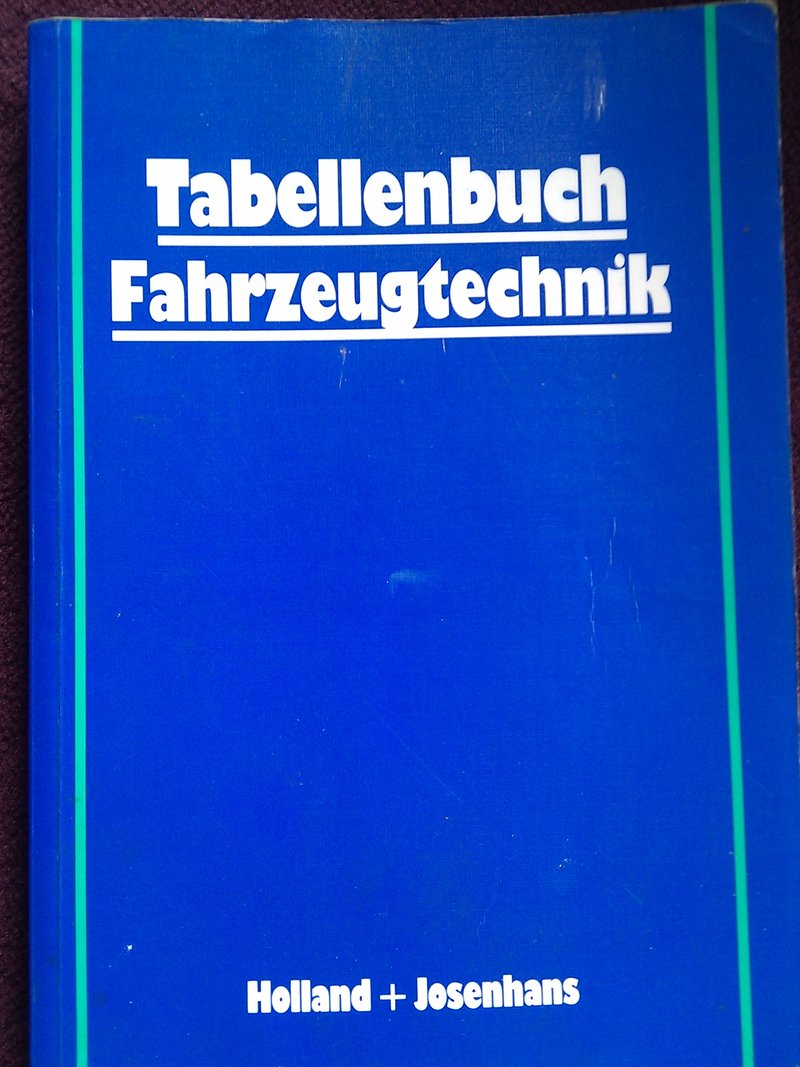 Tabellenbuch
Fahrzeugtechnik
Holland + Josenhans